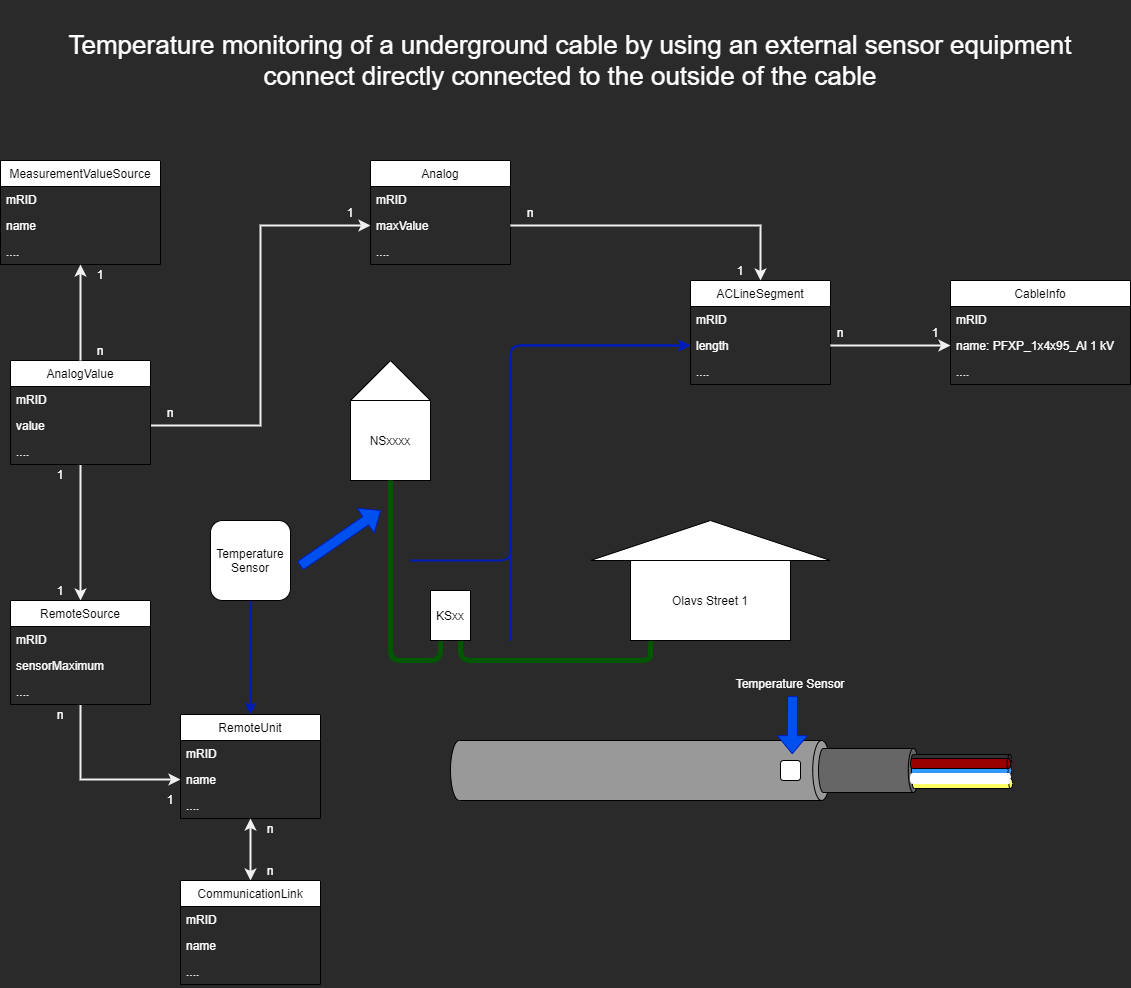 Temperature monitoring of a underground cable by using an external sensor equipment
connect directly connected to the outside of the cable
MeasurementValueSource
mRID
name
....
1
n
Analog
mRID
maxValue
....
1
n
1
ACLineSegment
mRID
length
....
n
1
CableInfo
mRID
name: PFXP_1x4x95_Al 1 kV
....
AnalogValue
mRID
value
....
n
1
1
NSxxxx
Temperature
Sensor
KSxx
Olavs Street 1
RemoteSource
mRID
sensorMaximum
....
n
1
Temperature Sensor
RemoteUnit
mRID
name
....
n
n
CommunicationLink
mRID
name
....